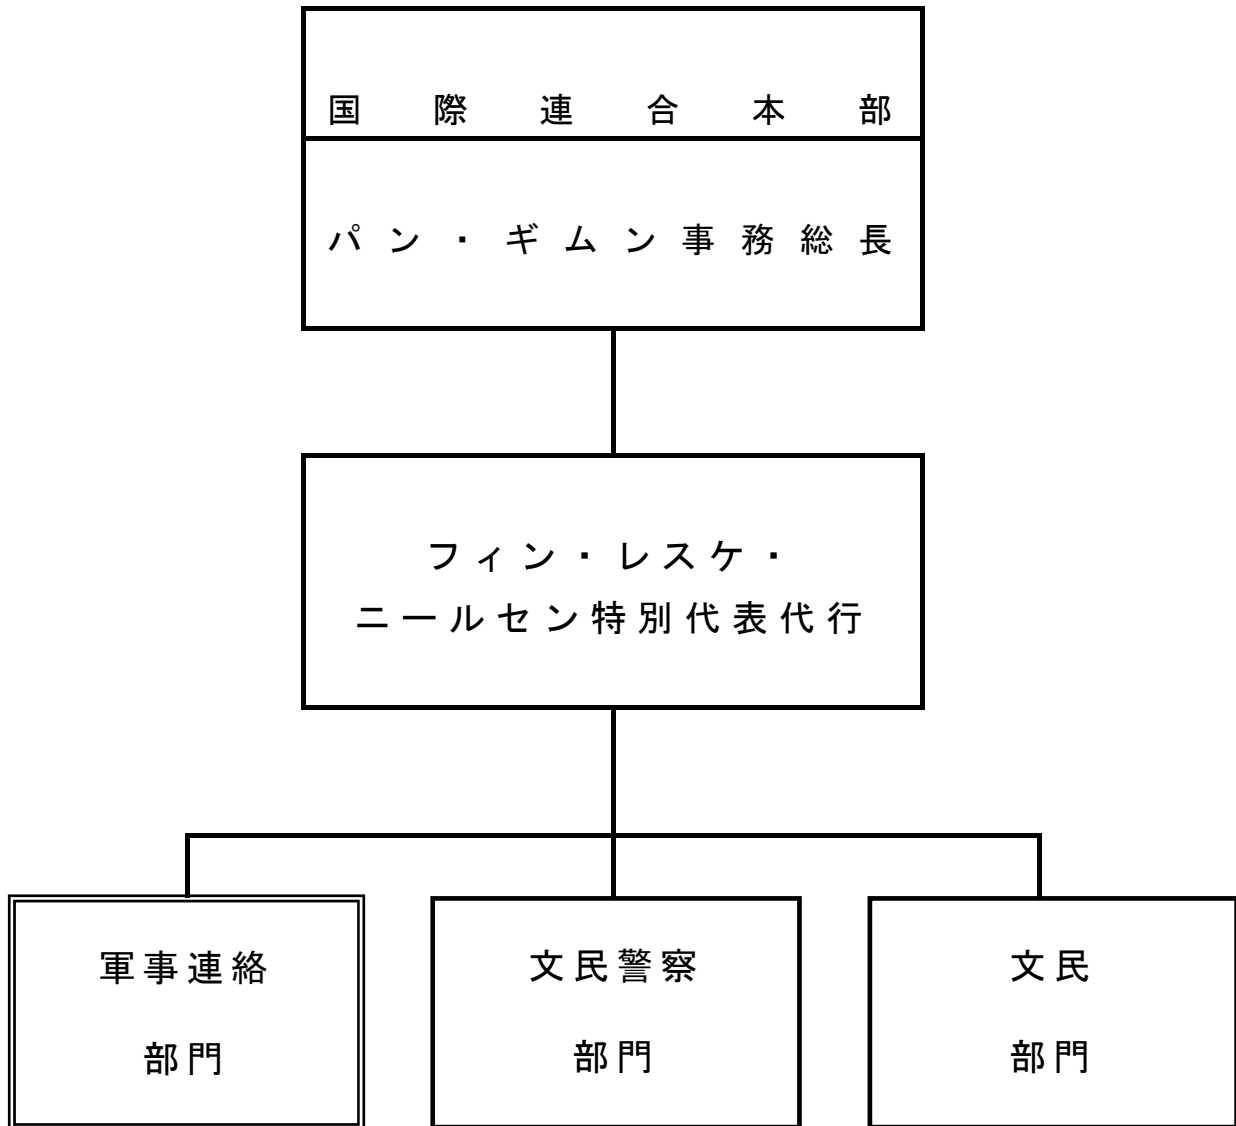 国際連合本部
パン・ギムン事務総長
フィン・レスケ・
ニールセン特別代表代行
軍事連絡
部門
文民警察
部門
文民
部門